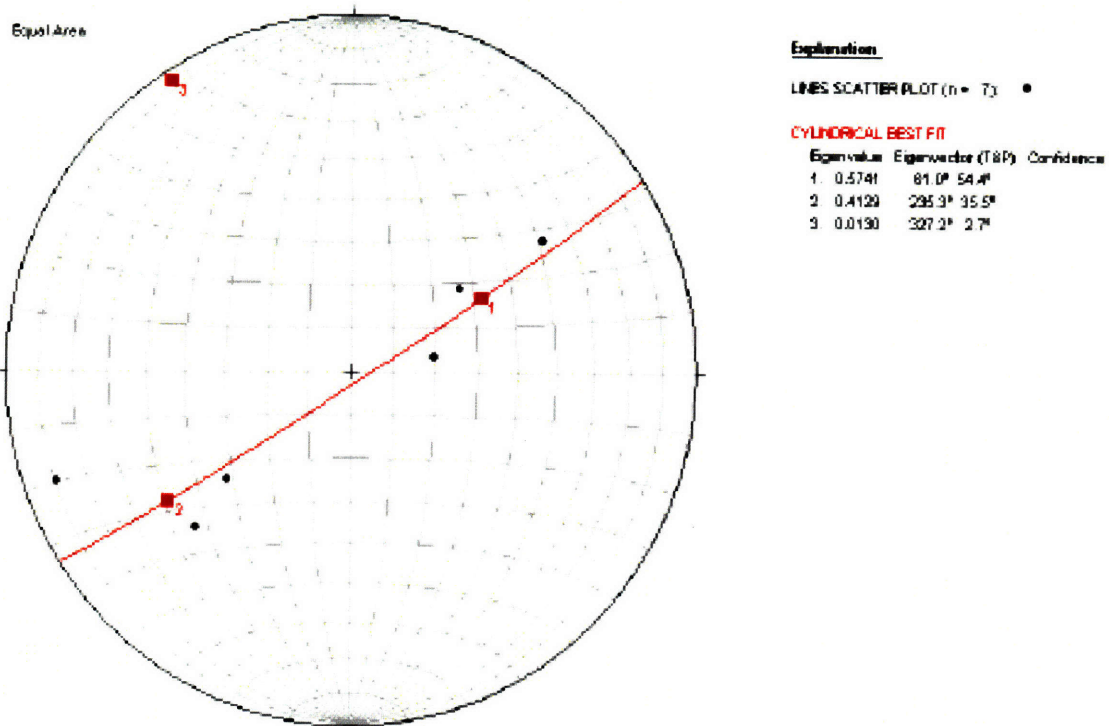 Equal Area
3
1
2
Explanation
LINES SCATTER PLOT (n = 7)
CYLINDRICAL BEST FIT
Eigenvalue Eigenvector (T&P) Confidence
1. 0.5741 61.0° 54.4°
2 0.4129 235.3° 35.5°
3 0.0130 327.2° 2.7°